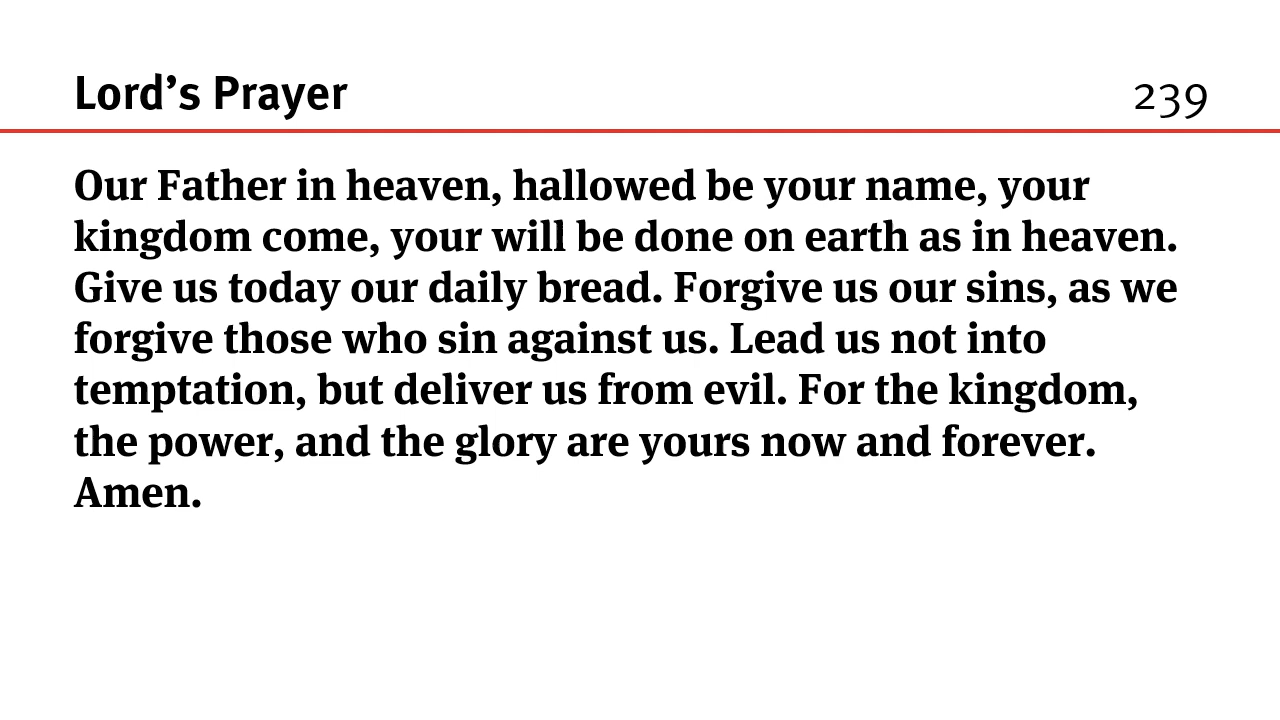 Lord’s Prayer 239
Our Father in heaven, hallowed be your name, your
kingdom come, your will be done on earth as in heaven.
Give us today our daily bread. Forgive us our sins, as we
forgive those who sin against us. Lead us not into
temptation, but deliver us from evil. For the kingdom,
the power, and the glory are yours now and forever.
Amen.